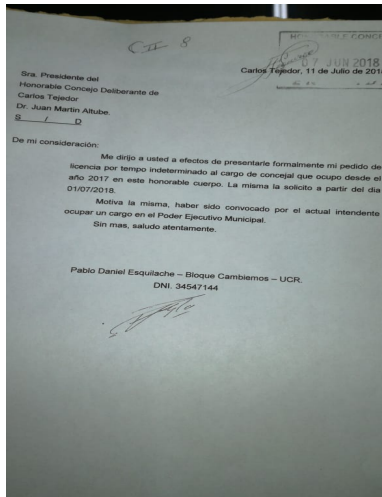 CII 8
07 JUN 2018
Carlos Tejedor, 11 de Julio de 201
Sra. Presidente del
Honorable Concejo Deliberante de
Carlos Tejedor
Dr. Juan Martin Altube.
S / D
De mi consideración:
Me dirijo a usted a efectos de presentarle formalmente mi pedido de
licencia por tiempo indeterminado al cargo de concejal que ocupo desde el
año 2017 en este honorable cuerpo. La misma la solicito a partir del dia
01/07/2018.
Motiva la misma, haber sido convocado por el actual intendente
ocupar un cargo en el Poder Ejecutivo Municipal.
Sin mas, saludo atentamente.
Pablo Daniel Esquilache – Bloque Cambiemos – UCR.
DNI. 34547144